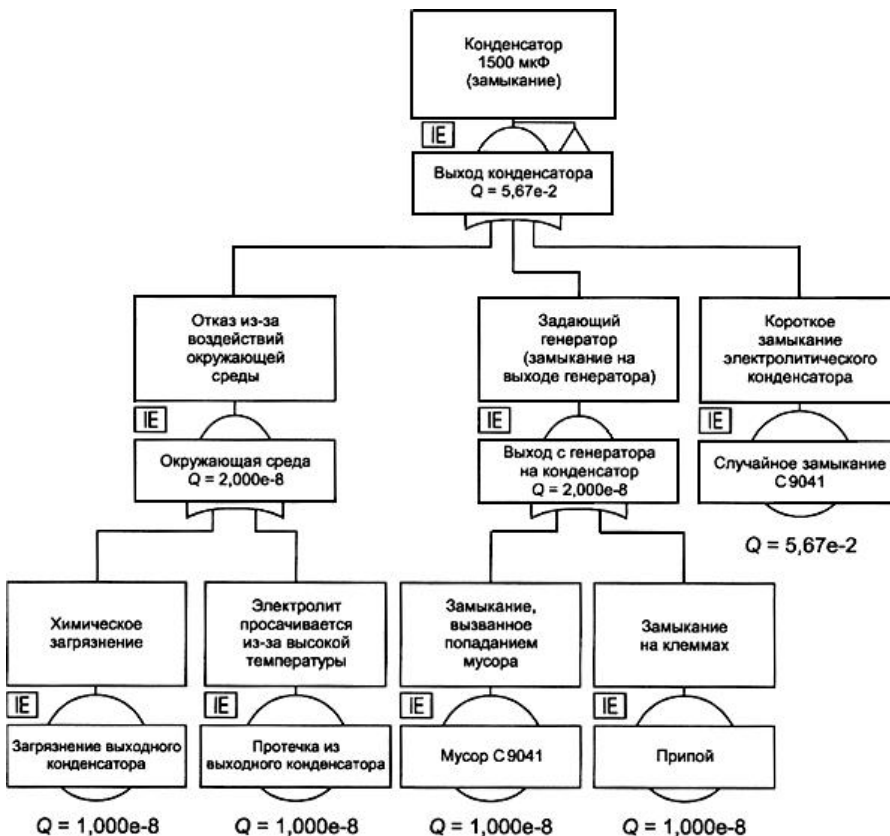 Конденсатор
1500 мкФ
(замыкание)
IE
Выход конденсатора
Q = 5,67e-2
Отказ из-за
воздействий
окружающей
среды
IE
Окружающая среда
Q = 2,000e-8
Задающий
генератор
(замыкание на
выходе генератора)
IE
Выход с генератора
на конденсатор
Q = 2,000e-8
Короткое
замыкание
электролитического
конденсатора
IE
Случайное замыкание
С 9041
Q = 5,67e-2
Химическое
загрязнение
IE
Загрязнение выходного
конденсатора
Q = 1,000e-8
Электролит
просачивается
из-за высокой
температуры
IE
Протечка из
выходного конденсатора
Q = 1,000e-8
Замыкание,
вызванное
попаданием
мусора
IE
Мусор С 9041
Q = 1,000e-8
Замыкание
на клеммах
IE
Припой
Q = 1,000e-8